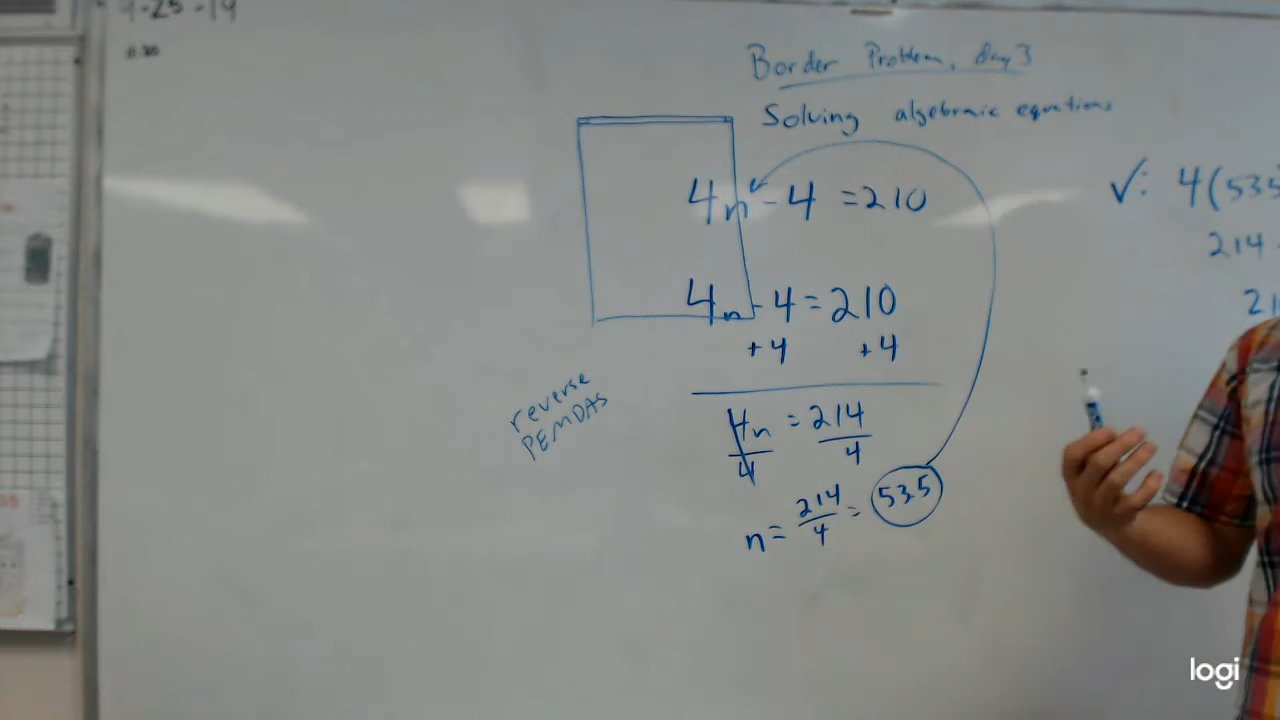 Border Problem, day 3
Solving algebraic equations
4n - 4 = 210
4n - 4 = 210
+4 +4
4n = 214
4 4
n = 214/4 = 53.5
reverse
PEMDAS
√: 4(53.5
214
21
logi